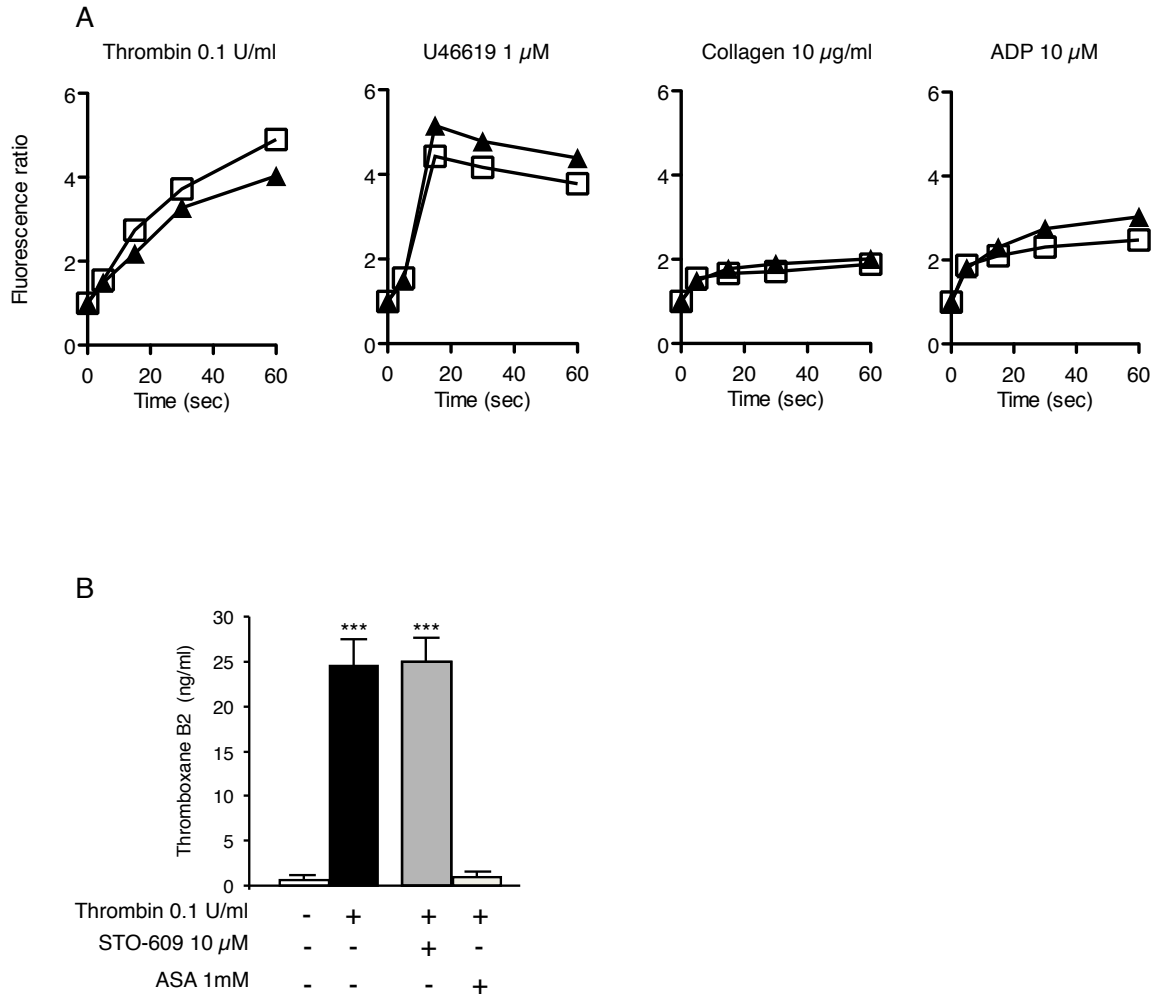 A
Thrombin 0.1 U/ml U46619 1 µM Collagen 10 µg/ml ADP 10 µM
Fluorescence ratio
6 6 6 6
4 4 4 4
2 2 2 2
0 0 0 0
0 20 40 60 0 20 40 60 0 20 40 60 0 20 40 60
Time (sec) Time (sec) Time (sec) Time (sec)
B
Thromboxane B2 (ng/ml)
30
*** ***
25
20
15
10
5
0
Thrombin 0.1 U/ml - + + +
STO-609 10 µM - - + -
ASA 1mM - - - +